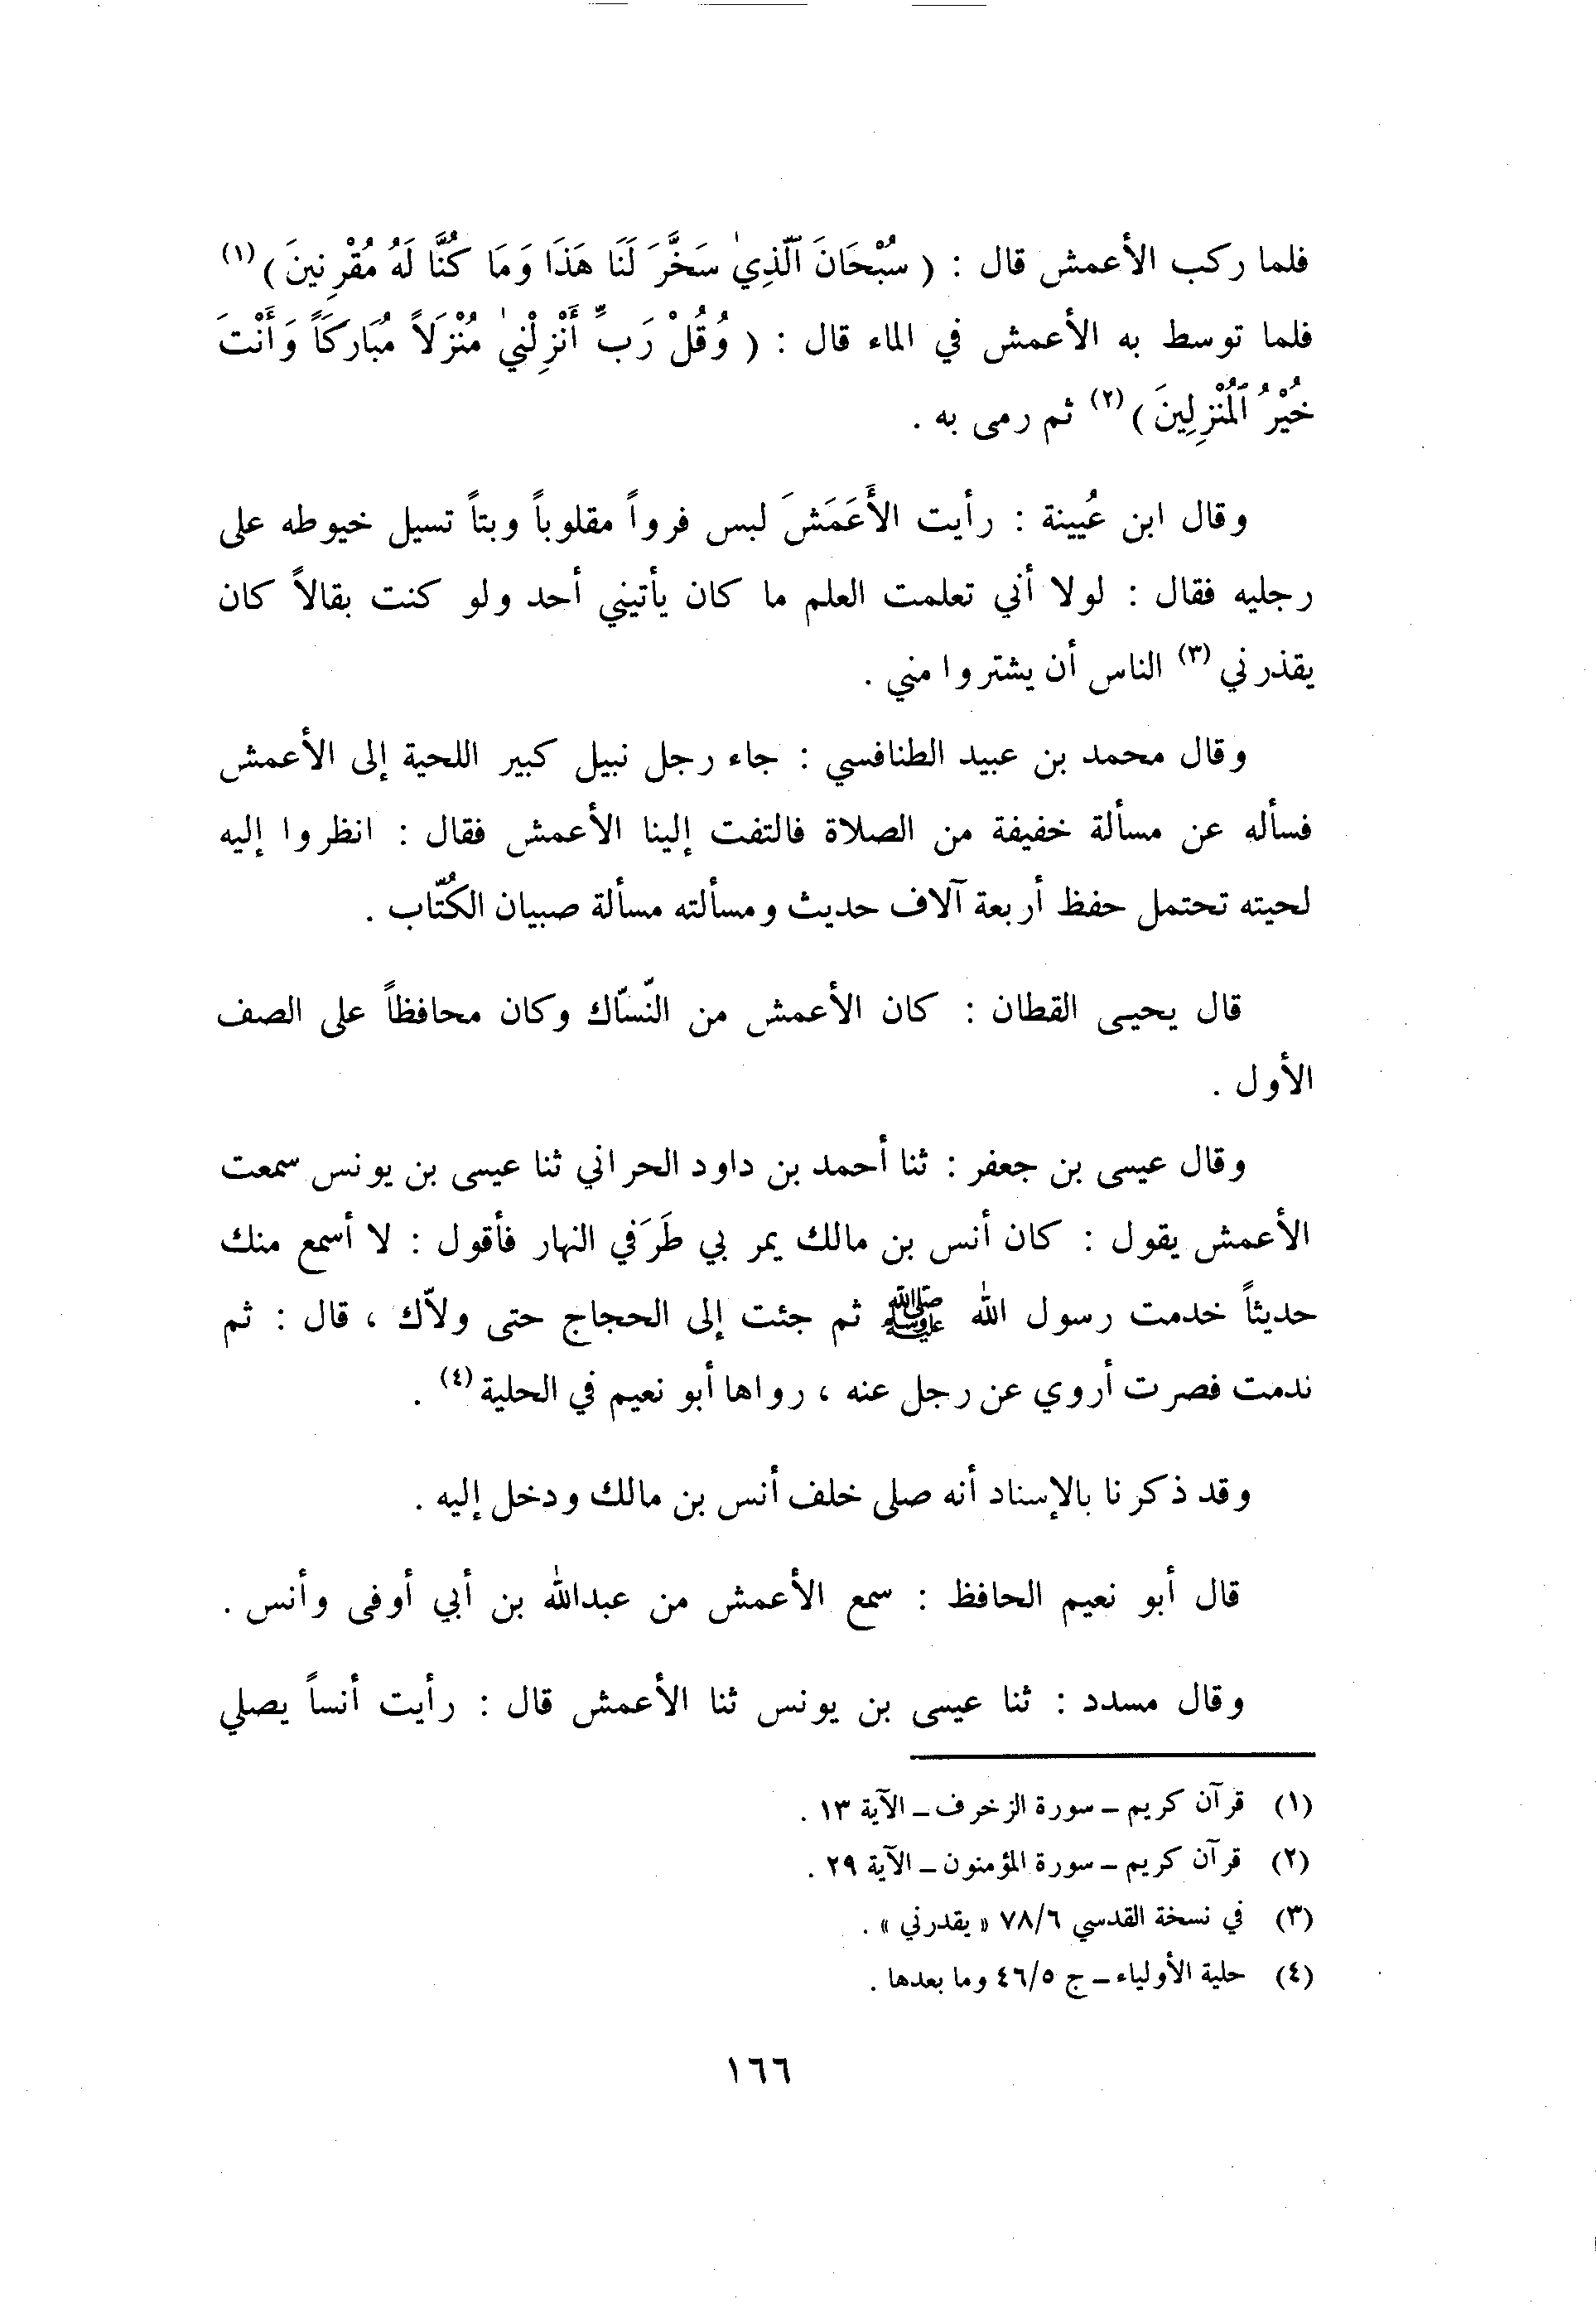 فلما ركب الأعمش قال : ( سُبْحَانَ ٱلَّذِي سَخَّرَ لَنَا هَذَا وَمَا كُنَّا لَهُ مُقْرِنِينَ ) (١)
فلما توسط به الأعمش في الماء قال : ( وَقُلْ رَبِّ أَنْزِلْنِي مُنْزَلاً مُبَارَكَاً وَأَنْتَ
خَيْرُ ٱلْمُنْزِلِينَ ) (٢) ثم رمى به .
وقال ابن عُيينة : رأيت الأَعَمَشَ لبس فرواً مقلوباً وبتاً تسيل خيوطه على
رجليه فقال : لولا أني تعلمت العلم ما كان يأتيني أحد ولو كنت بقالاً كان
يقذرني (٣) الناس أن يشتروا مني .
وقال محمد بن عبيد الطنافسي : جاء رجل نبيل كبير اللحية إلى الأعمش
فسأله عن مسألة خفيفة من الصلاة فالتفت إلينا الأعمش فقال : انظروا إليه
لحيته تحتمل حفظ أربعة آلاف حديث ومسألته مسألة صبيان الكُتّاب .
قال يحيى القطان : كان الأعمش من النّسّاك وكان محافظاً على الصف
الأول .
وقال عيسى بن جعفر : ثنا أحمد بن داود الحراني ثنا عيسى بن يونس سمعت
الأعمش يقول : كان أنس بن مالك يمر بي طَرَفي النهار فأقول : لا أسمع منك
حديثاً خدمت رسول الله ﷺ ثم جئت إلى الحجاج حتى ولاّك ، قال : ثم
ندمت فصرت أروي عن رجل عنه ، رواها أبو نعيم في الحلية (٤) .
وقد ذكرنا بالإسناد أنه صلى خلف أنس بن مالك ودخل إليه .
قال أبو نعيم الحافظ : سمع الأعمش من عبدالله بن أبي أوفى وأنس .
وقال مسدد : ثنا عيسى بن يونس ثنا الأعمش قال : رأيت أنساً يصلي
(١) قرآن كريم – سورة الزخرف – الآية ١٣ .
(٢) قرآن كريم – سورة المؤمنون – الآية ٢٩ .
(٣) في نسخة القدسي ٧٨/٦ « يقدرني » .
(٤) حلية الأولياء – ج ٤٦/٥ وما بعدها .
١٦٦